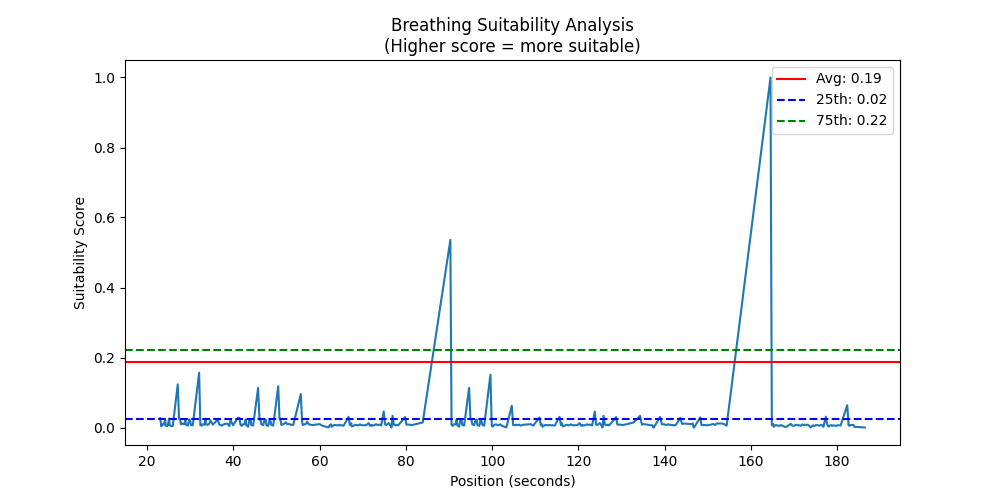 Breathing Suitability Analysis
(Higher score = more suitable)
Avg: 0.19
25th: 0.02
75th: 0.22
1.0
0.8
0.6
0.4
0.2
0.0
Suitability Score
20 40 60 80 100 120 140 160 180
Position (seconds)